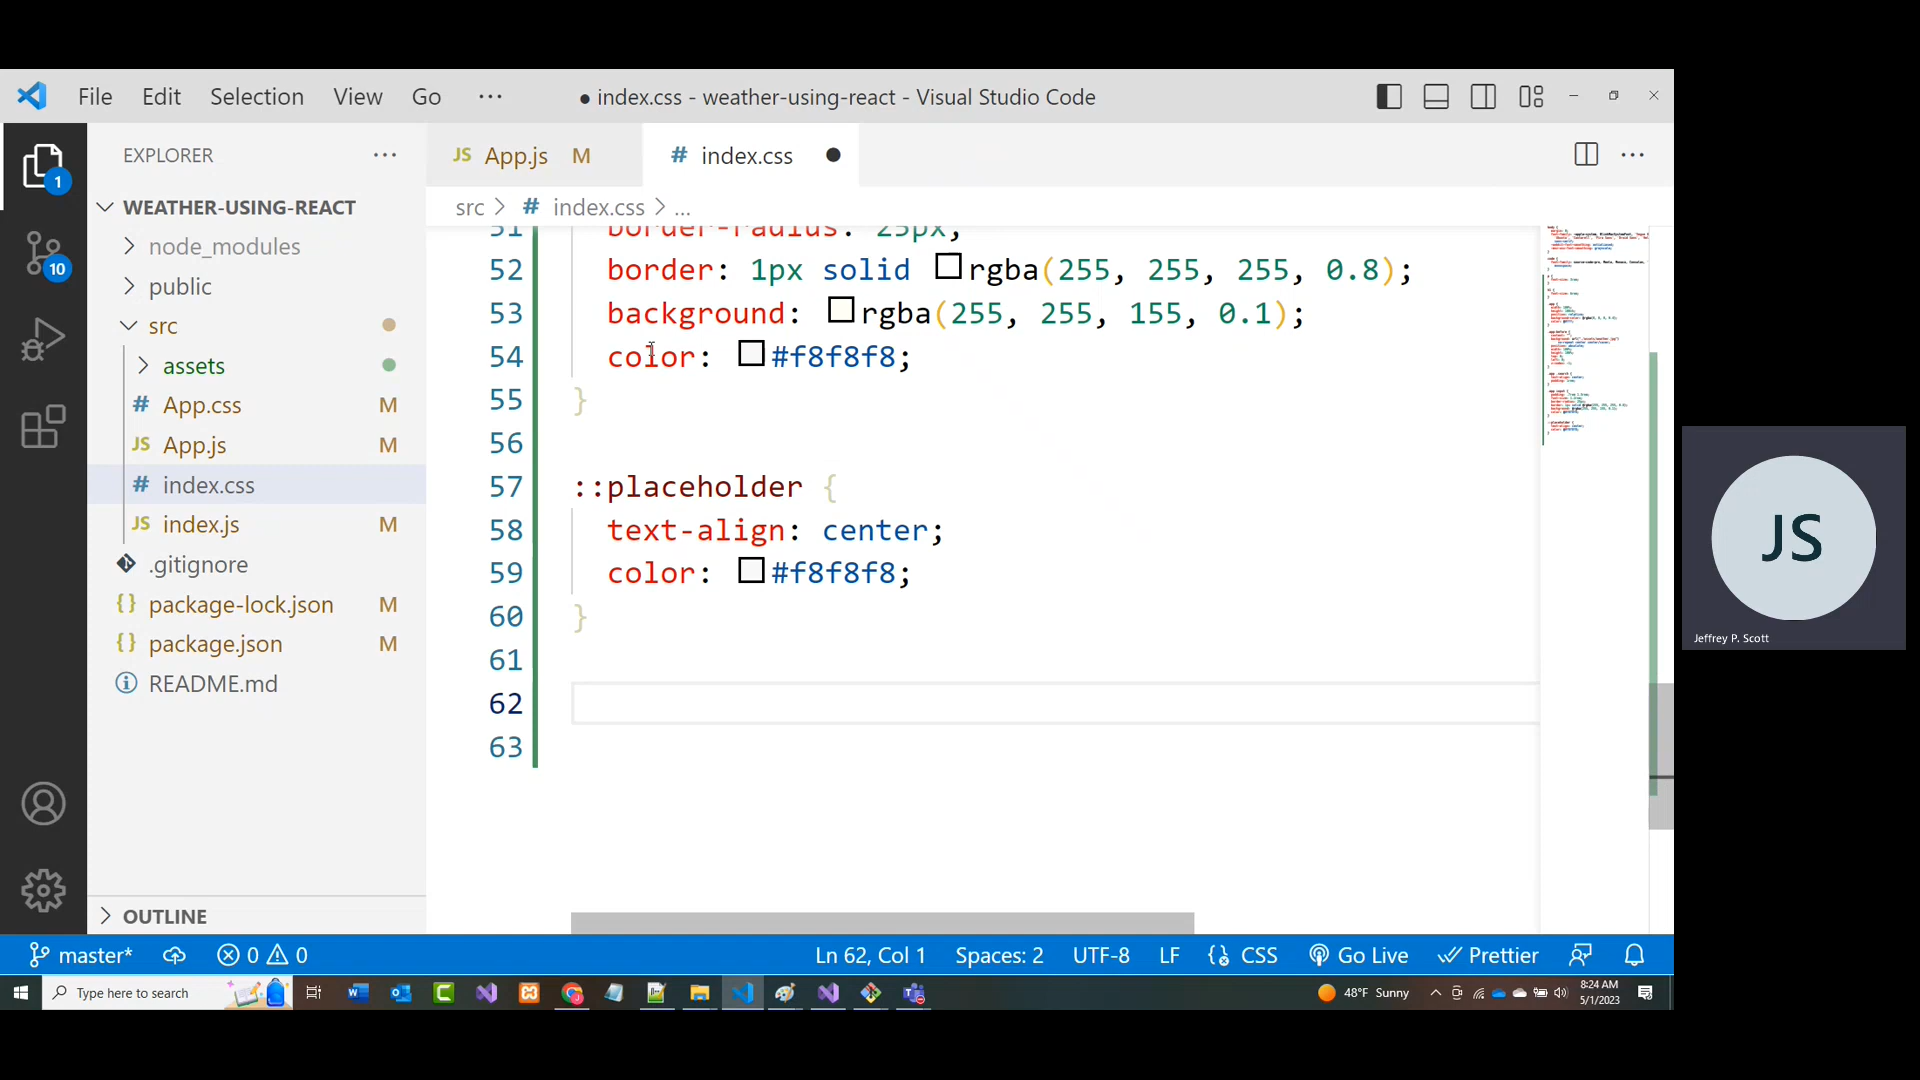 File Edit Selection View Go ···
● index.css - weather-using-react - Visual Studio Code
EXPLORER ···
JS App.js M
# index.css ●
src > # index.css > ...
WEATHER-USING-REACT
node_modules
public
src
assets
# App.css M
JS App.js M
# index.css
JS index.js M
.gitignore
{} package-lock.json M
{} package.json M
README.md
OUTLINE
1
10
51 border-radius: 25px;
52 border: 1px solid rgba(255, 255, 255, 0.8);
53 background: rgba(255, 255, 155, 0.1);
54 color: #f8f8f8;
55 }
56
57 ::placeholder {
58 text-align: center;
59 color: #f8f8f8;
60 }
61
62
63
JS
Jeffrey P. Scott
master* 0 0 Ln 62, Col 1 Spaces: 2 UTF-8 LF CSS Go Live Prettier
Type here to search
48°F Sunny
8:24 AM
5/1/2023